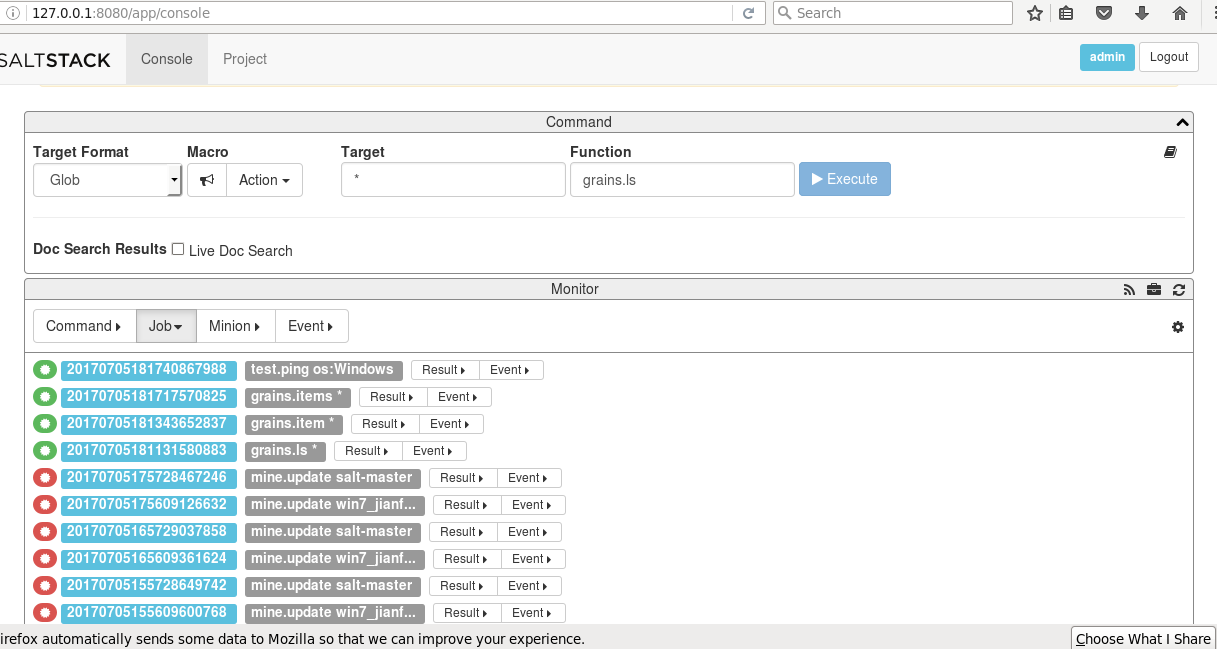 127.0.0.1:8080/app/console Search
SALTSTACK Console Project admin Logout
Command
Target Format Macro Target Function
Glob Action * grains.ls Execute
Doc Search Results Live Doc Search
Monitor
Command Job Minion Event
20170705181740867988 test.ping os:Windows Result Event
20170705181717570825 grains.items * Result Event
20170705181343652837 grains.item * Result Event
20170705181131580883 grains.ls * Result Event
20170705175728467246 mine.update salt-master Result Event
20170705175609126632 mine.update win7_jianf... Result Event
20170705165729037858 mine.update salt-master Result Event
20170705165609361624 mine.update win7_jianf... Result Event
20170705155728649742 mine.update salt-master Result Event
20170705155609600768 mine.update win7_jianf... Result Event
irefox automatically sends some data to Mozilla so that we can improve your experience. Choose What I Share